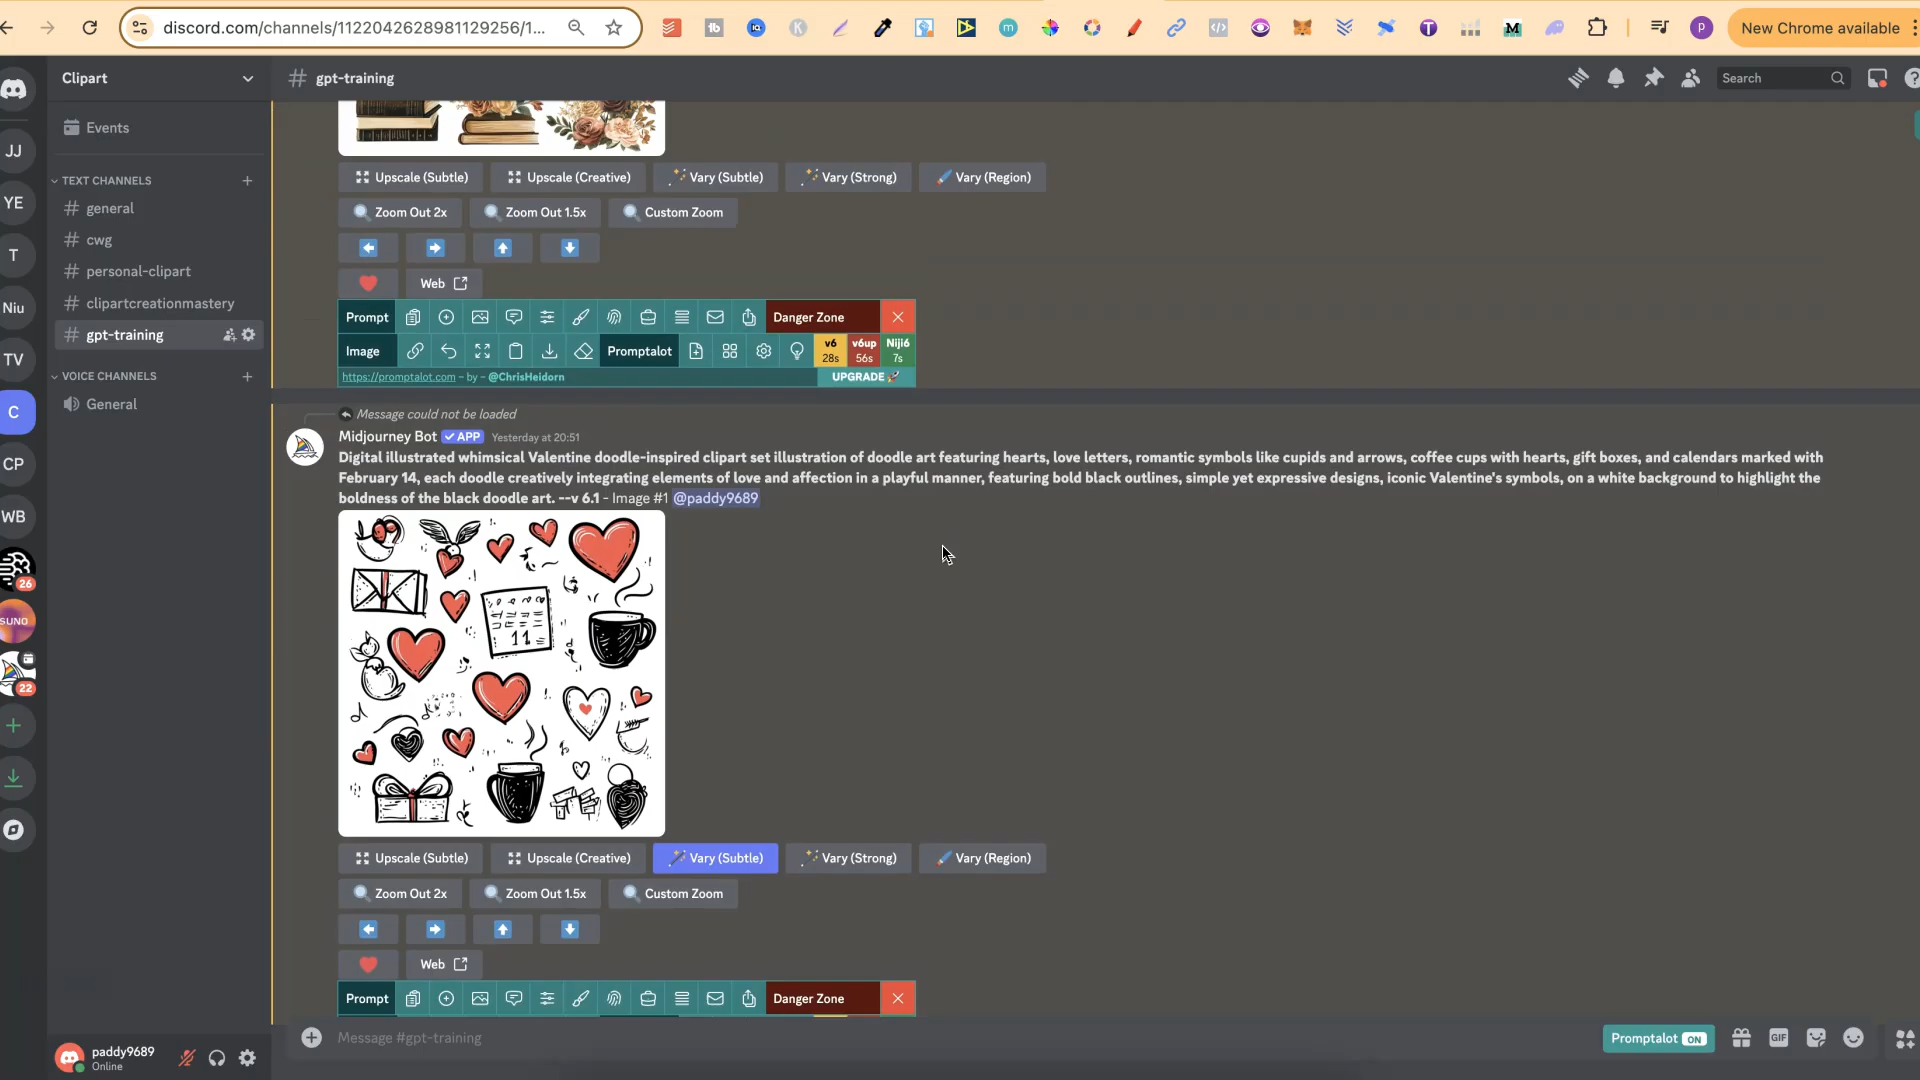 discord.com/channels/1122042628981129256/1...
New Chrome available
Clipart
gpt-training
Search
Events
JJ
TEXT CHANNELS
general
YE
cwg
T
personal-clipart
Niu
clipartcreationmastery
gpt-training
TV
VOICE CHANNELS
General
C
CP
WB
26
SUNO
22
Upscale (Subtle)
Upscale (Creative)
Vary (Subtle)
Vary (Strong)
Vary (Region)
Zoom Out 2x
Zoom Out 1.5x
Custom Zoom
Web
Prompt
Danger Zone
Image
Promptalot
v6
28s
v6up
56s
Niji6
7s
https://promptalot.com – by – @ChrisHeidorn
UPGRADE
Message could not be loaded
Midjourney Bot APP Yesterday at 20:51
Digital illustrated whimsical Valentine doodle-inspired clipart set illustration of doodle art featuring hearts, love letters, romantic symbols like cupids and arrows, coffee cups with hearts, gift boxes, and calendars marked with
February 14, each doodle creatively integrating elements of love and affection in a playful manner, featuring bold black outlines, simple yet expressive designs, iconic Valentine's symbols, on a white background to highlight the
boldness of the black doodle art. --v 6.1 - Image #1 @paddy9689
11
Upscale (Subtle)
Upscale (Creative)
Vary (Subtle)
Vary (Strong)
Vary (Region)
Zoom Out 2x
Zoom Out 1.5x
Custom Zoom
Web
Prompt
Danger Zone
Message #gpt-training
Promptalot ON
GIF
paddy9689
Online